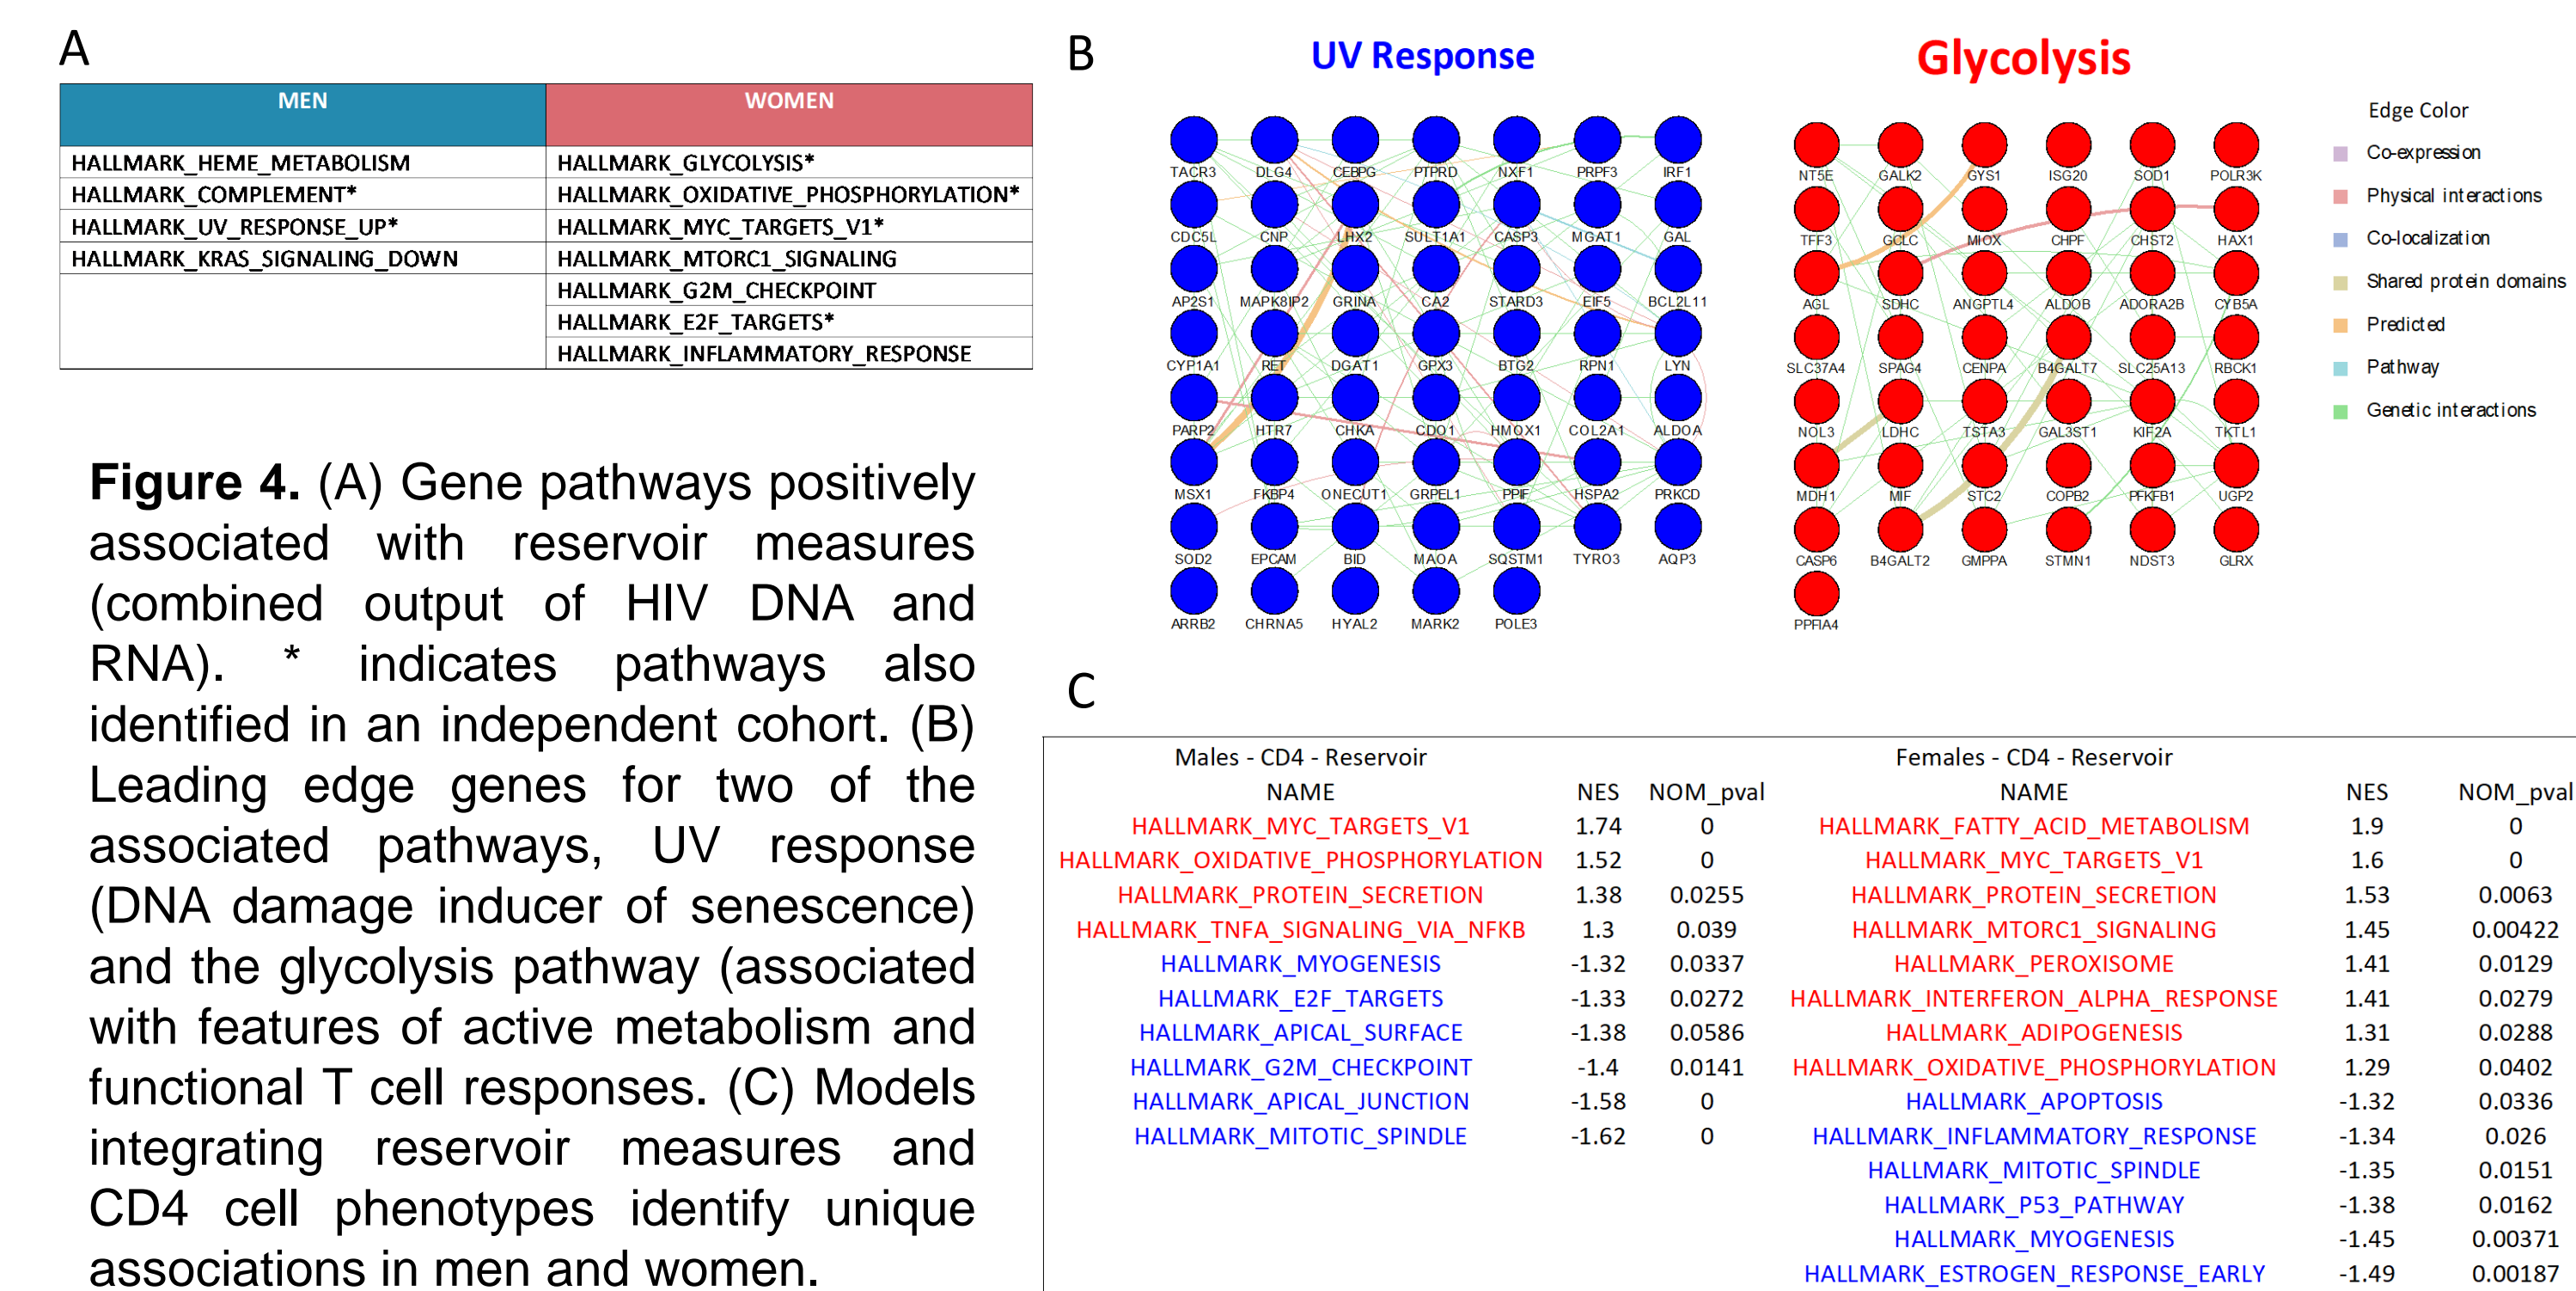 A
MEN WOMEN
HALLMARK_HEME_METABOLISM HALLMARK_GLYCOLYSIS*
HALLMARK_COMPLEMENT* HALLMARK_OXIDATIVE_PHOSPHORYLATION*
HALLMARK_UV_RESPONSE_UP* HALLMARK_MYC_TARGETS_V1*
HALLMARK_KRAS_SIGNALING_DOWN HALLMARK_MTORC1_SIGNALING
HALLMARK_G2M_CHECKPOINT
HALLMARK_E2F_TARGETS*
HALLMARK_INFLAMMATORY_RESPONSE
Figure 4. (A) Gene pathways positively
associated with reservoir measures
(combined output of HIV DNA and
RNA). * indicates pathways also
identified in an independent cohort. (B)
Leading edge genes for two of the
associated pathways, UV response
(DNA damage inducer of senescence)
and the glycolysis pathway (associated
with features of active metabolism and
functional T cell responses. (C) Models
integrating reservoir measures and
CD4 cell phenotypes identify unique
associations in men and women.
B
UV Response
TACR3 DLG4 CEBPG PTPRD NXF1 PRPF3 IRF1
CDC5L CNP LHX2 SULT1A1 CASP3 MGAT1 GAL
AP2S1 MAPK8IP2 GRINA CA2 STARD3 EIF5 BCL2L11
CYP1A1 RET DGAT1 GPX3 BTG2 RPN1 LYN
PARP2 HTR7 CHKA CDO1 HMOX1 COL2A1 ALDOA
MSX1 FKBP4 ONECUT1 GRPEL1 PPIF HSPA2 PRKCD
SOD2 EPCAM BID MAOA SQSTM1 TYRO3 AQP3
ARRB2 CHRNA5 HYAL2 MARK2 POLE3
Glycolysis
NT5E GALK2 GYS1 ISG20 SOD1 POLR3K
TFF3 GCLC MIOX CHPF CHST2 HAX1
AGL SDHC ANGPTL4 ALDOB ADORA2B CYB5A
SLC37A4 SPAG4 CENPA B4GALT7 SLC25A13 RBCK1
NOL3 LDHC TSTA3 GAL3ST1 KIF2A TKTL1
MDH1 MIF STC2 COPB2 PFKFB1 UGP2
CASP6 B4GALT2 GMPPA STMN1 NDST3 GLRX
PPFIA4
Edge Color
Co-expression
Physical interactions
Co-localization
Shared protein domains
Predicted
Pathway
Genetic interactions
C
Males - CD4 - Reservoir
NAME NES NOM_pval
HALLMARK_MYC_TARGETS_V1 1.74 0
HALLMARK_OXIDATIVE_PHOSPHORYLATION 1.52 0
HALLMARK_PROTEIN_SECRETION 1.38 0.0255
HALLMARK_TNFA_SIGNALING_VIA_NFKB 1.3 0.039
HALLMARK_MYOGENESIS -1.32 0.0337
HALLMARK_E2F_TARGETS -1.33 0.0272
HALLMARK_APICAL_SURFACE -1.38 0.0586
HALLMARK_G2M_CHECKPOINT -1.4 0.0141
HALLMARK_APICAL_JUNCTION -1.58 0
HALLMARK_MITOTIC_SPINDLE -1.62 0
Females - CD4 - Reservoir
NAME NES NOM_pval
HALLMARK_FATTY_ACID_METABOLISM 1.9 0
HALLMARK_MYC_TARGETS_V1 1.6 0
HALLMARK_PROTEIN_SECRETION 1.53 0.0063
HALLMARK_MTORC1_SIGNALING 1.45 0.00422
HALLMARK_PEROXISOME 1.41 0.0129
HALLMARK_INTERFERON_ALPHA_RESPONSE 1.41 0.0279
HALLMARK_ADIPOGENESIS 1.31 0.0288
HALLMARK_OXIDATIVE_PHOSPHORYLATION 1.29 0.0402
HALLMARK_APOPTOSIS -1.32 0.0336
HALLMARK_INFLAMMATORY_RESPONSE -1.34 0.026
HALLMARK_MITOTIC_SPINDLE -1.35 0.0151
HALLMARK_P53_PATHWAY -1.38 0.0162
HALLMARK_MYOGENESIS -1.45 0.00371
HALLMARK_ESTROGEN_RESPONSE_EARLY -1.49 0.00187